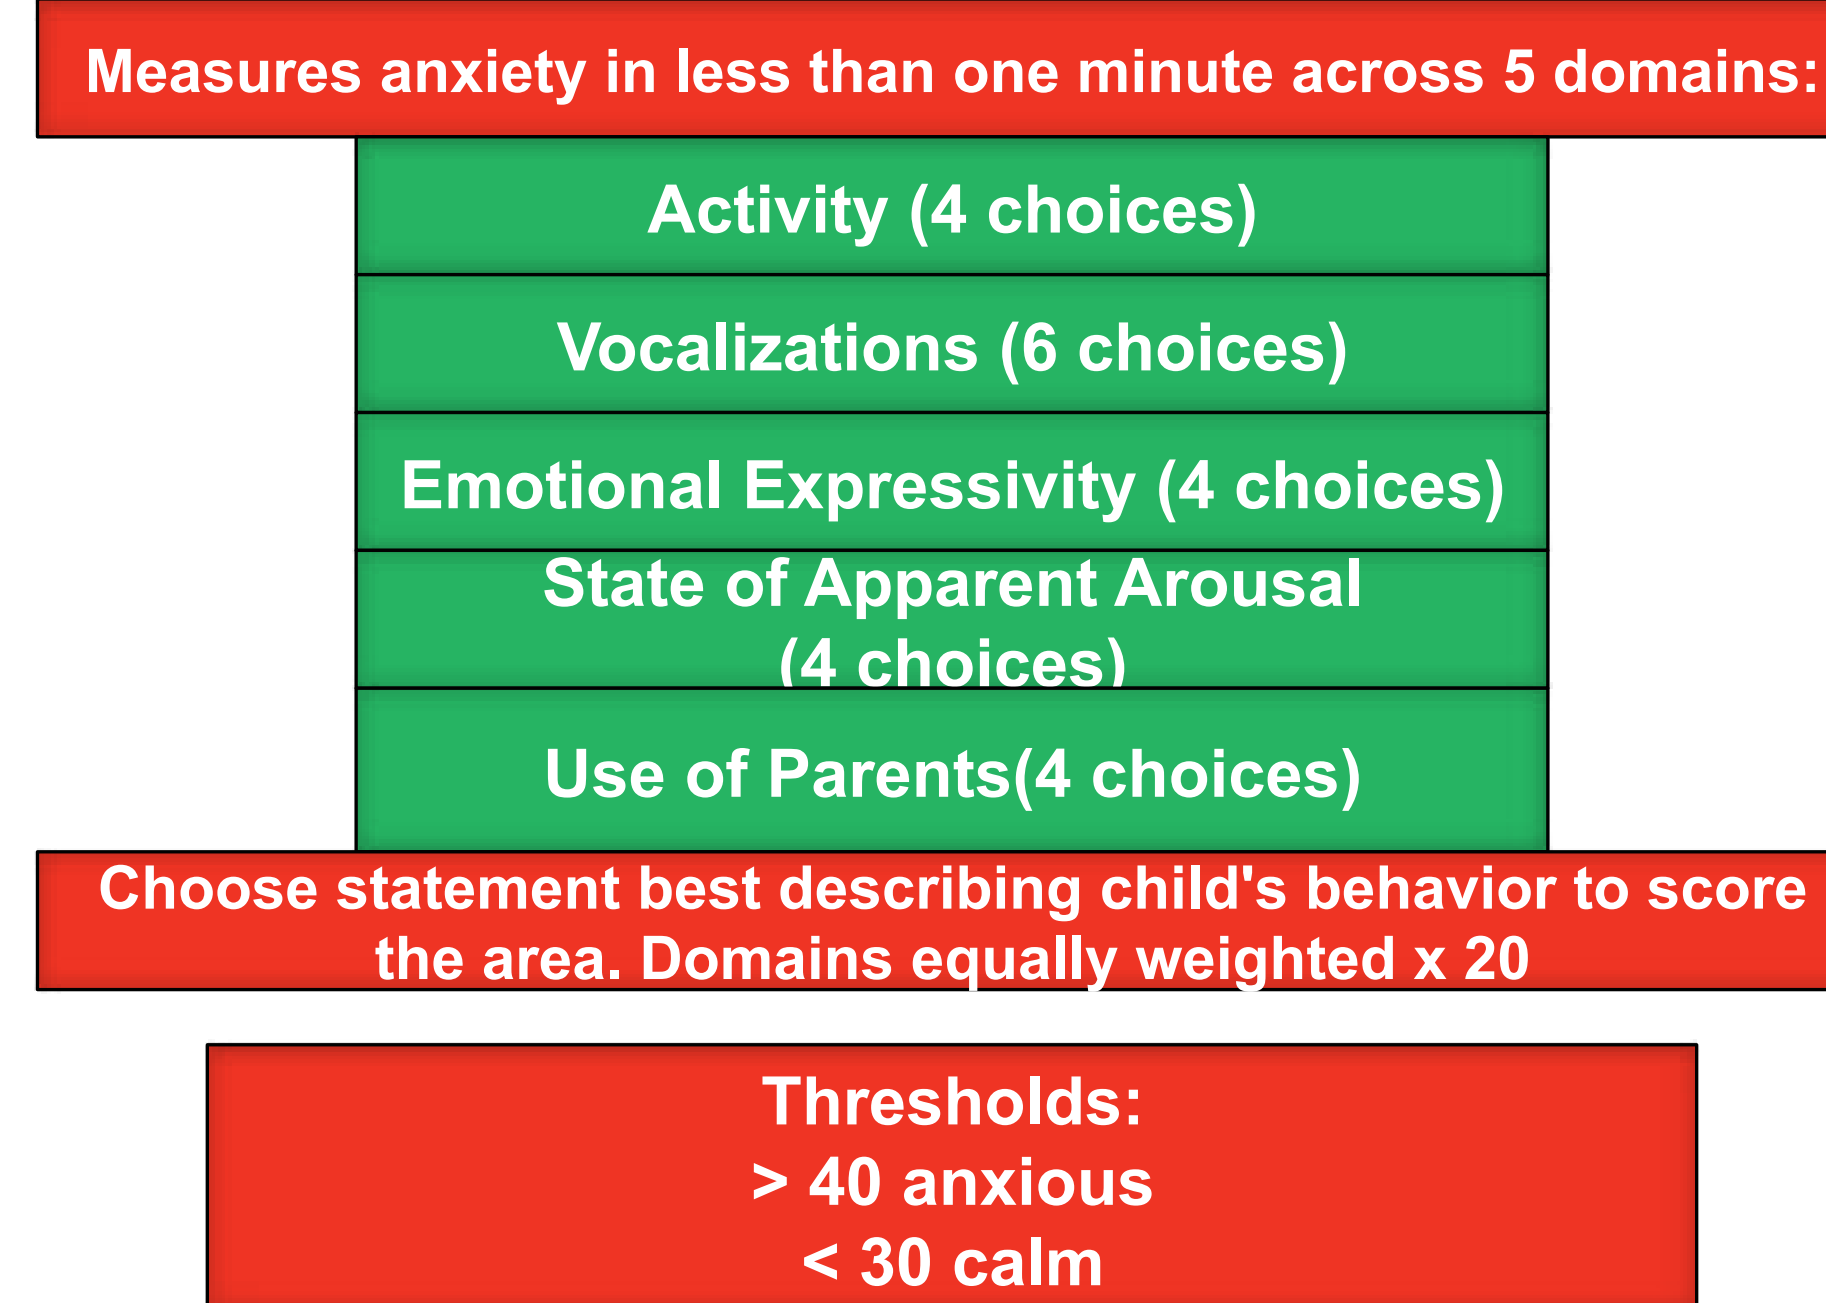 Measures anxiety in less than one minute across 5 domains:
Activity (4 choices)
Vocalizations (6 choices)
Emotional Expressivity (4 choices)
State of Apparent Arousal
(4 choices)
Use of Parents(4 choices)
Choose statement best describing child's behavior to score
the area. Domains equally weighted x 20
Thresholds:
> 40 anxious
< 30 calm